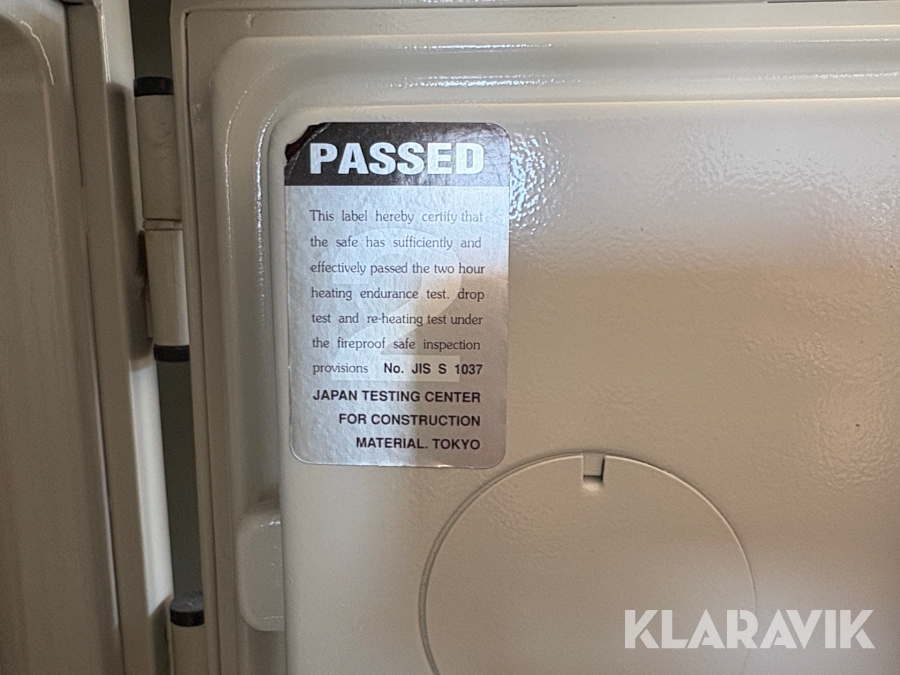 PASSED
This label hereby certify that
the safe has sufficiently and
effectively passed the two hour
heating endurance test. drop
test and re-heating test under
the fireproof safe inspection
provisions No. JIS S 1037
JAPAN TESTING CENTER
FOR CONSTRUCTION
MATERIAL. TOKYO
2
KLARAVIK